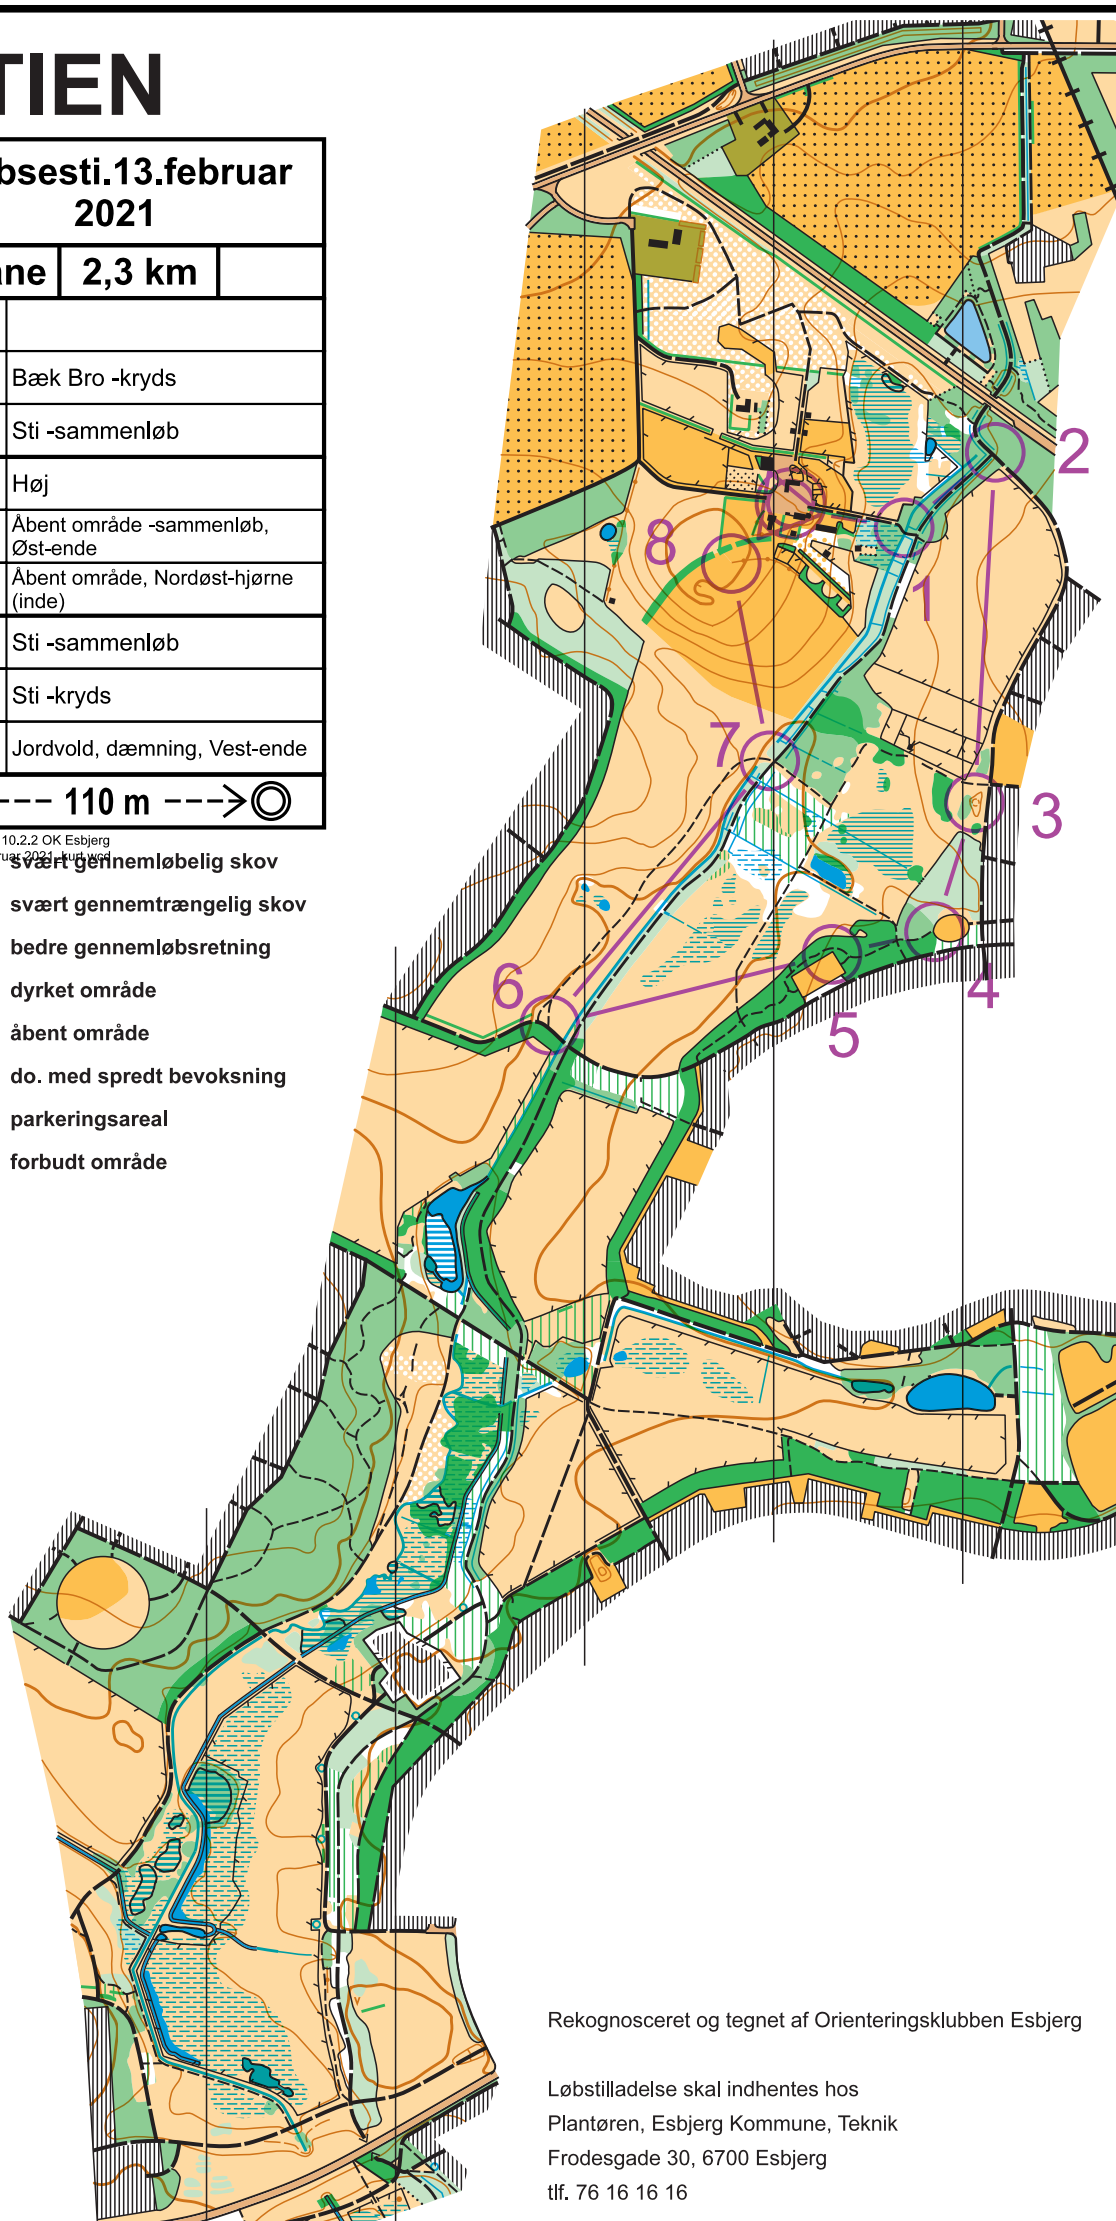 TIEN
bsesti.13.februar
2021
ne 2,3 km
Bæk Bro -kryds
Sti -sammenløb
Høj
Åbent område -sammenløb,
Øst-ende
Åbent område, Nordøst-hjørne
(inde)
Sti -sammenløb
Sti -kryds
Jordvold, dæmning, Vest-ende
110 m
10.2.2 OK Esbjerg
2021, kurt.wcd
svært gennemløbelig skov
svært gennemtrængelig skov
bedre gennemløbsretning
dyrket område
åbent område
do. med spredt bevoksning
parkeringsareal
forbudt område
2
8
1
7
3
6
4
5
Rekognosceret og tegnet af Orienteringsklubben Esbjerg
Løbstilladelse skal indhentes hos
Plantøren, Esbjerg Kommune, Teknik
Frodesgade 30, 6700 Esbjerg
tlf. 76 16 16 16